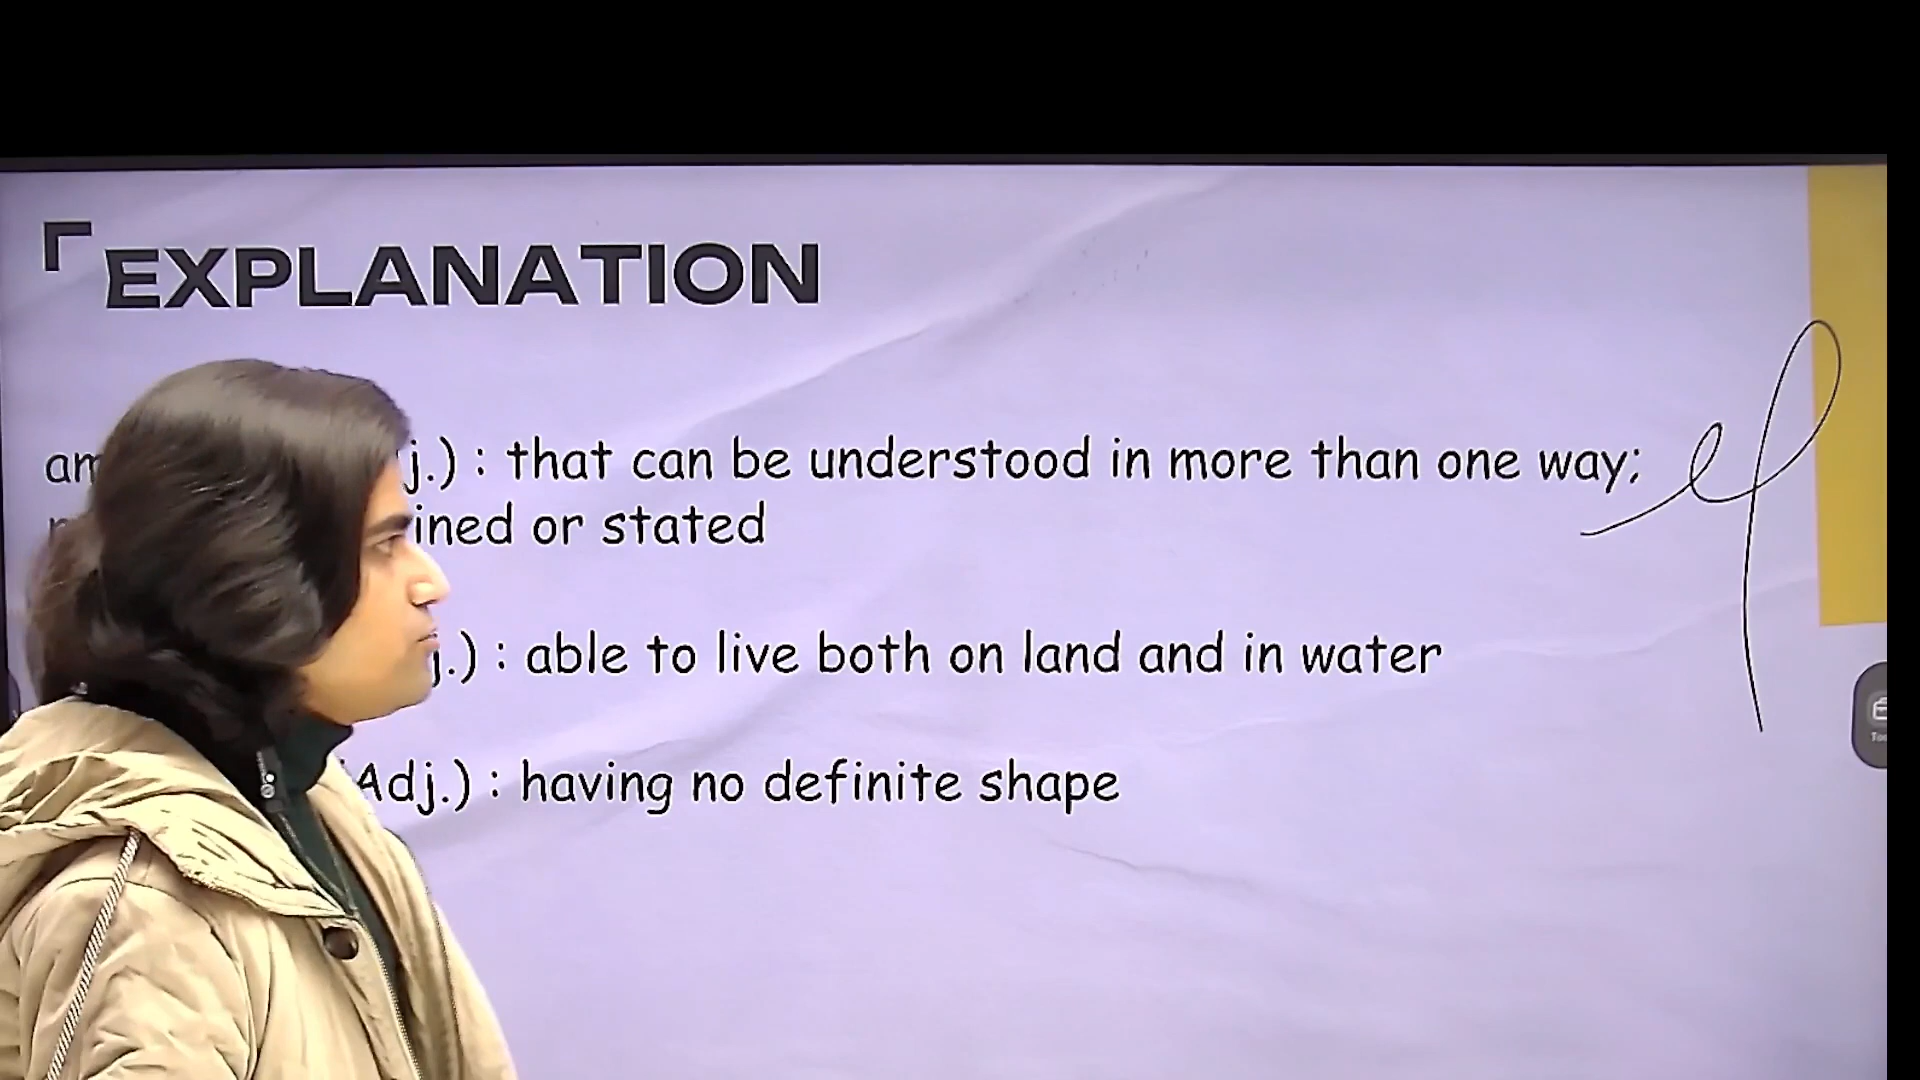 EXPLANATION
j.) : that can be understood in more than one way;
ined or stated
j.) : able to live both on land and in water
Adj.) : having no definite shape